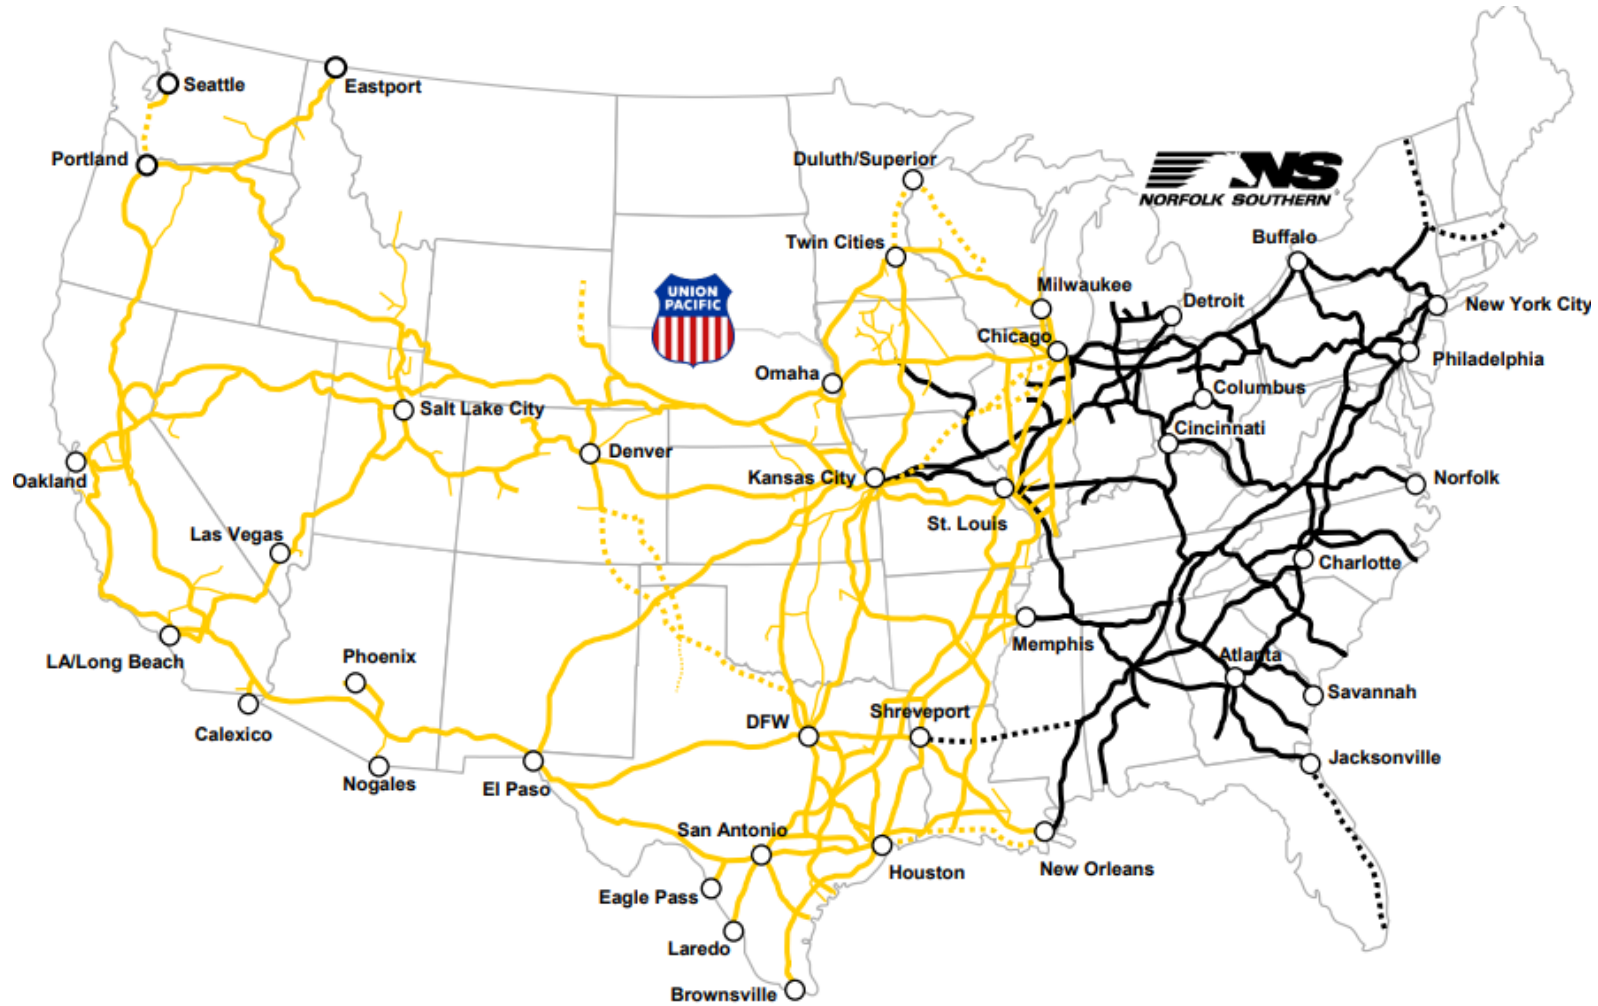 Seattle
Eastport
Portland
Duluth/Superior
NS
NORFOLK SOUTHERN
Buffalo
Twin Cities
UNION
PACIFIC
Milwaukee
Detroit
New York City
Chicago
Philadelphia
Omaha
Columbus
Salt Lake City
Cincinnati
Denver
Oakland
Kansas City
Norfolk
St. Louis
Las Vegas
Charlotte
Memphis
LA/Long Beach
Phoenix
Atlanta
Savannah
Calexico
DFW
Shreveport
Jacksonville
Nogales
El Paso
San Antonio
Houston
New Orleans
Eagle Pass
Laredo
Brownsville